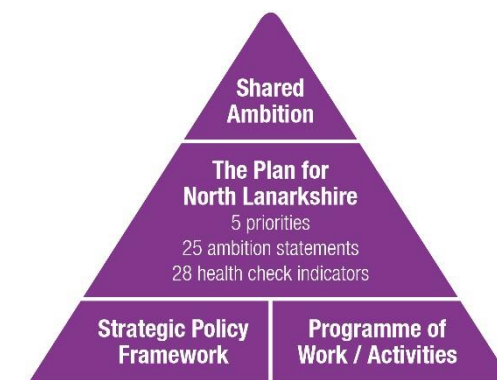 Shared
Ambition
The Plan for
North Lanarkshire
5 priorities
25 ambition statements
28 health check indicators
Strategic Policy
Framework
Programme of
Work / Activities